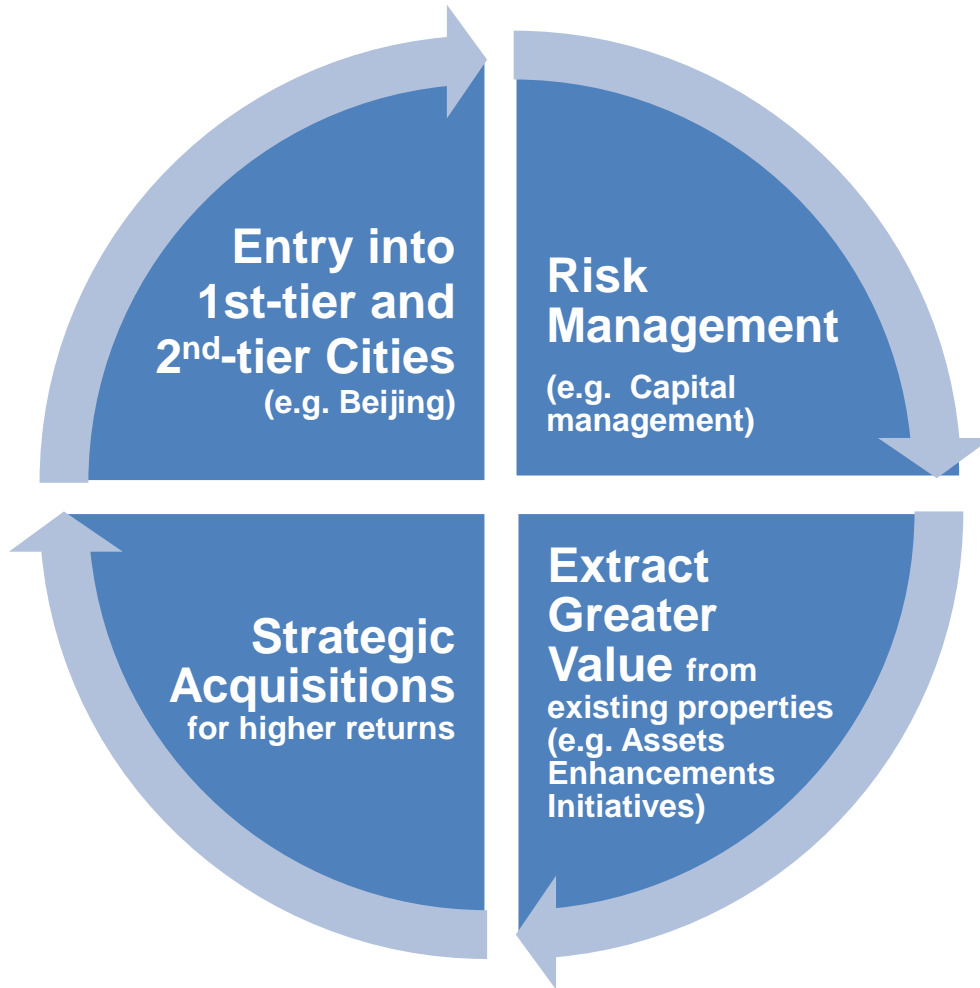 Entry into
1st-tier and
2nd-tier Cities
(e.g. Beijing)
Risk
Management
(e.g. Capital
management)
Extract
Greater
Value from
existing properties
(e.g. Assets
Enhancements
Initiatives)
Strategic
Acquisitions
for higher returns